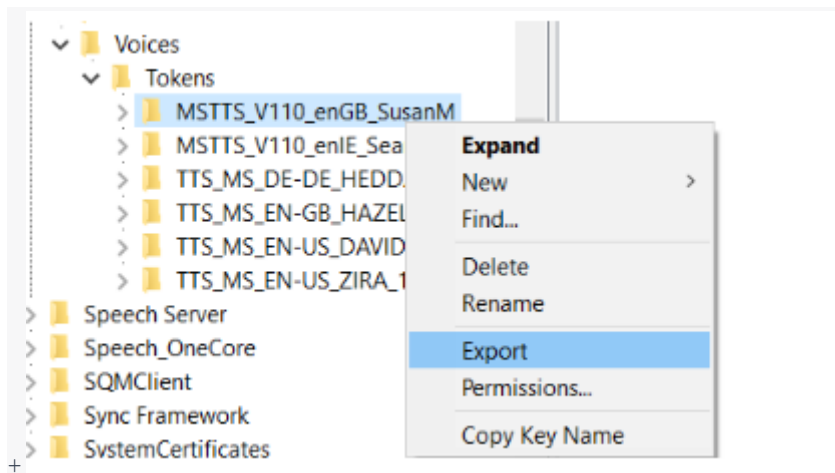 Voices
Tokens
MSTTS_V110_enGB_SusanM
MSTTS_V110_enIE_Sea
TTS_MS_DE-DE_HEDD
TTS_MS_EN-GB_HAZEL
TTS_MS_EN-US_DAVID
TTS_MS_EN-US_ZIRA_1
Speech Server
Speech_OneCore
SQMClient
Sync Framework
SystemCertificates
Expand
New
Find...
Delete
Rename
Export
Permissions...
Copy Key Name